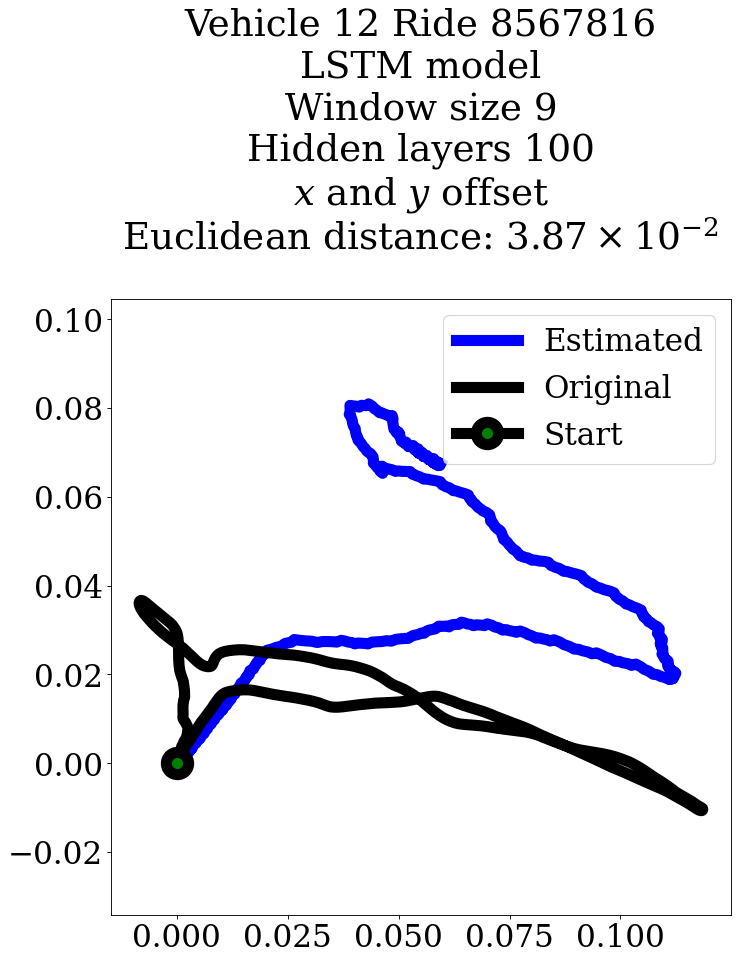 Vehicle 12 Ride 8567816
LSTM model
Window size 9
Hidden layers 100
x and y offset
Euclidean distance: 3.87 × 10⁻²
Estimated
Original
Start
0.10
0.08
0.06
0.04
0.02
0.00
−0.02
0.000 0.025 0.050 0.075 0.100